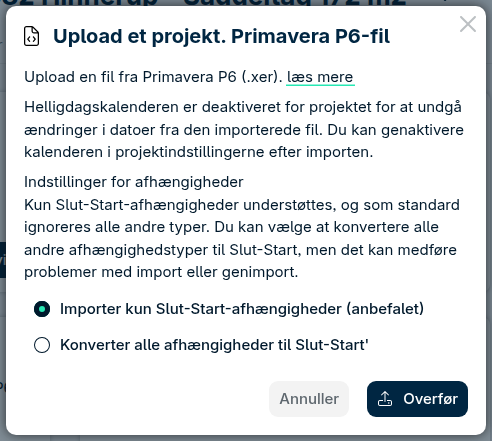 Upload et projekt. Primavera P6-fil
Upload en fil fra Primavera P6 (.xer). læs mere
Helligdagskalenderen er deaktiveret for projektet for at undgå
ændringer i datoer fra den importerede fil. Du kan genaktivere
kalenderen i projektindstillingerne efter importen.
Indstillinger for afhængigheder
Kun Slut-Start-afhængigheder understøttes, og som standard
ignoreres alle andre typer. Du kan vælge at konvertere alle
andre afhængighedstyper til Slut-Start, men det kan medføre
problemer med import eller genimport.
Importer kun Slut-Start-afhængigheder (anbefalet)
Konverter alle afhængigheder til Slut-Start'
Annuller
Overfør